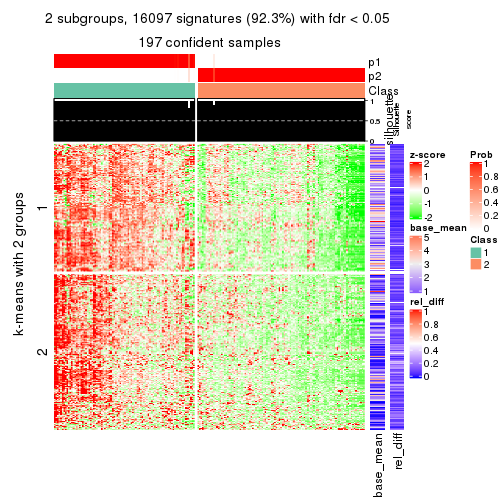 2 subgroups, 16097 signatures (92.3%) with fdr < 0.05
197 confident samples
p1
p2
Class
1
0.5
0
silhouette
Silhouette
score
k-means with 2 groups
1
2
base_mean
rel_diff
z-score
2
1
0
-1
-2
base_mean
5
4
3
2
1
rel_diff
1
0.8
0.6
0.4
0.2
0
Prob
1
0.8
0.6
0.4
0.2
0
Class
1
2